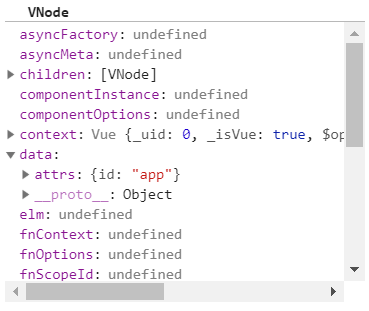 VNode
asyncFactory: undefined
asyncMeta: undefined
children: [VNode]
componentInstance: undefined
componentOptions: undefined
context: Vue {_uid: 0, _isVue: true, $op
data:
attrs: {id: "app"}
__proto__: Object
elm: undefined
fnContext: undefined
fnOptions: undefined
fnScopeId: undefined